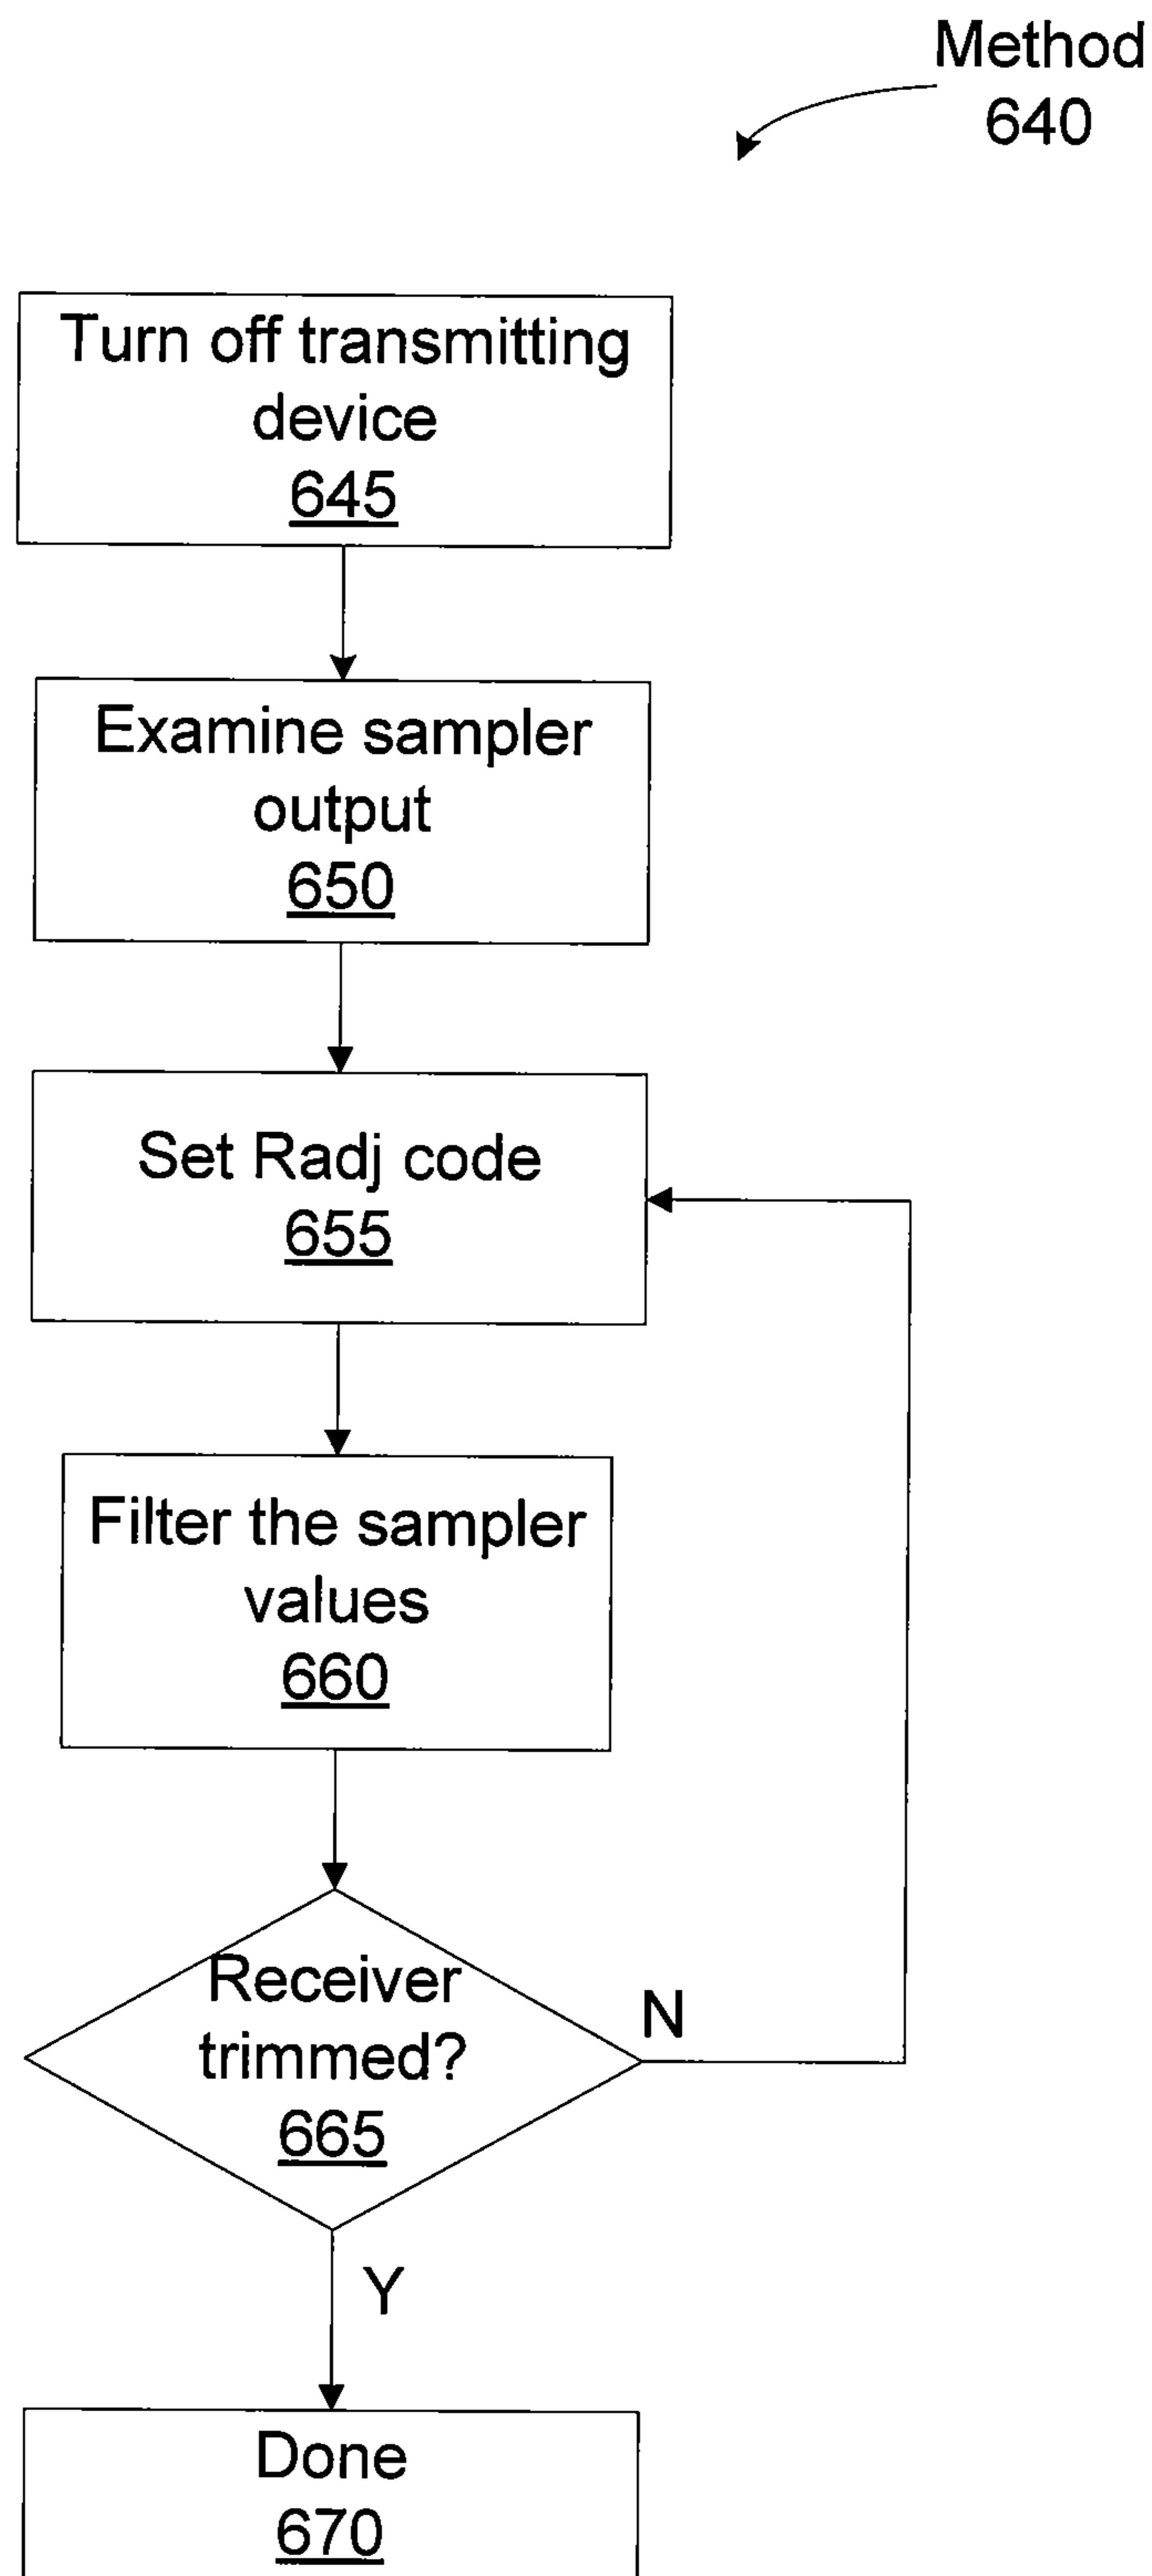 Method
640
Turn off transmitting
device
645
Examine sampler
output
650
Set Radj code
655
Filter the sampler
values
660
Receiver
trimmed?
665
N
Y
Done
670